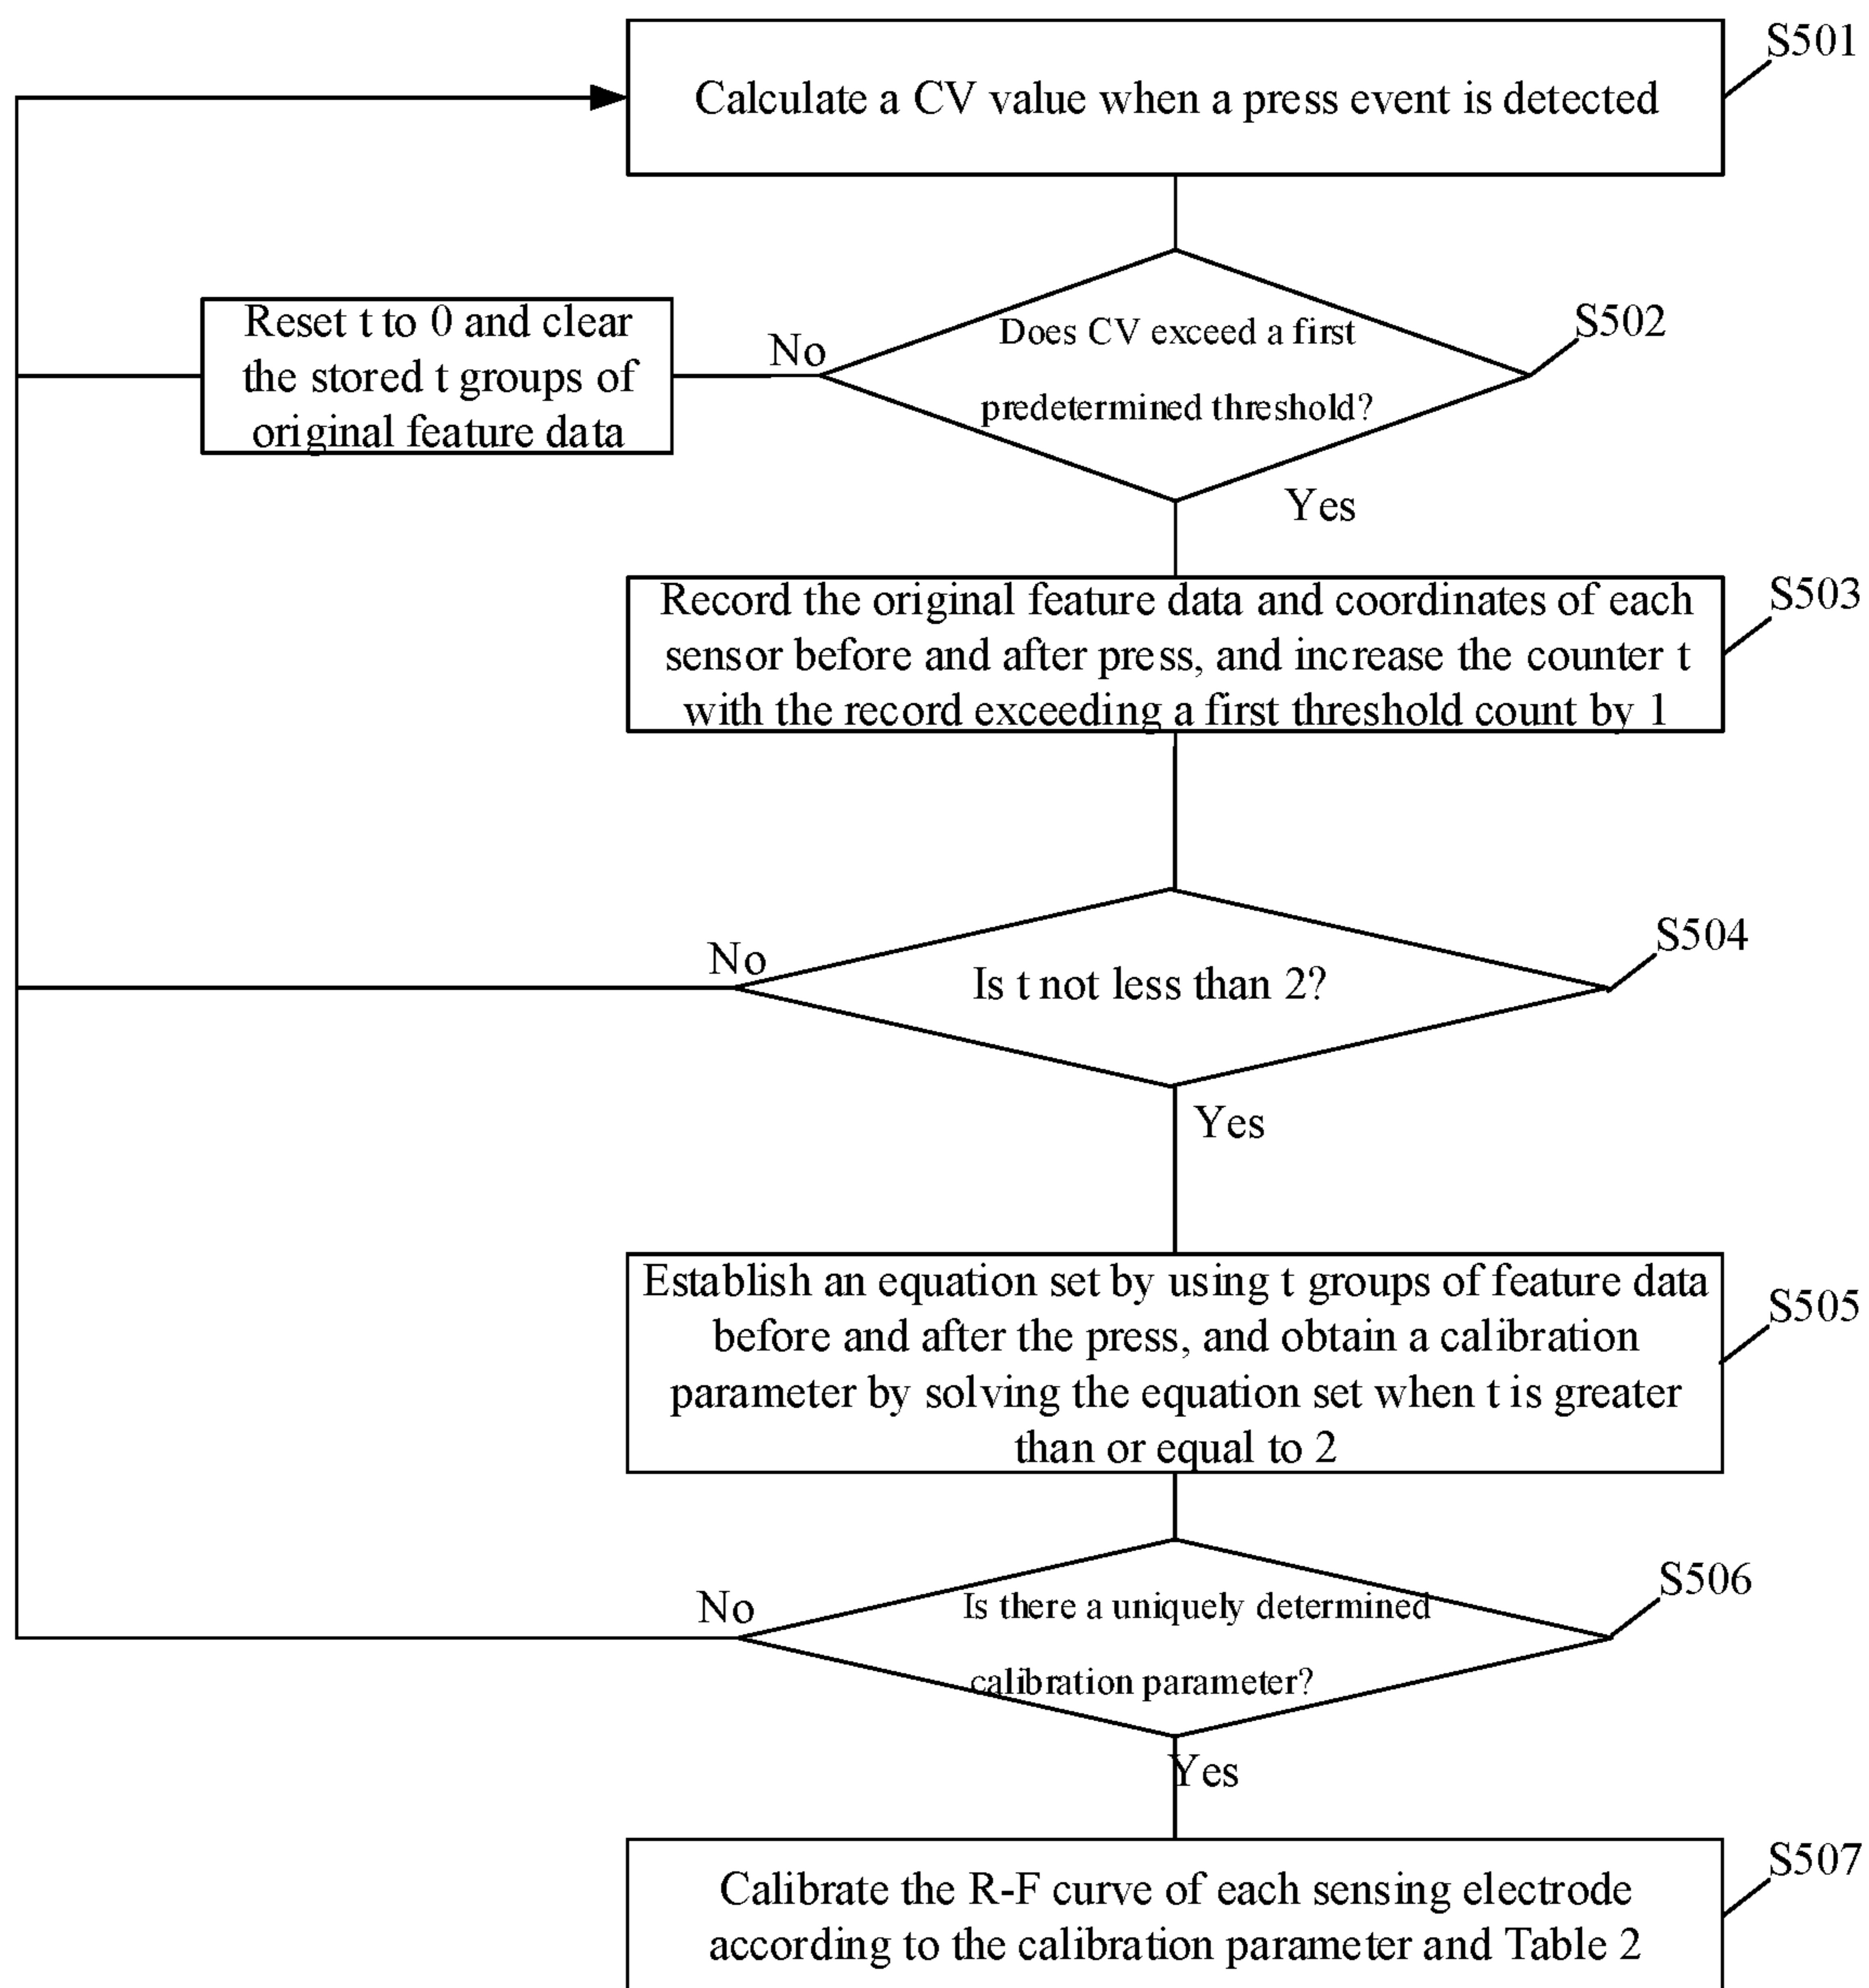 S501
Calculate a CV value when a press event is detected
S502
Does CV exceed a first
predetermined threshold?
No
Reset t to 0 and clear
the stored t groups of
original feature data
Yes
S503
Record the original feature data and coordinates of each
sensor before and after press, and increase the counter t
with the record exceeding a first threshold count by 1
S504
No
Is t not less than 2?
Yes
S505
Establish an equation set by using t groups of feature data
before and after the press, and obtain a calibration
parameter by solving the equation set when t is greater
than or equal to 2
S506
No
Is there a uniquely determined
calibration parameter?
Yes
S507
Calibrate the R-F curve of each sensing electrode
according to the calibration parameter and Table 2